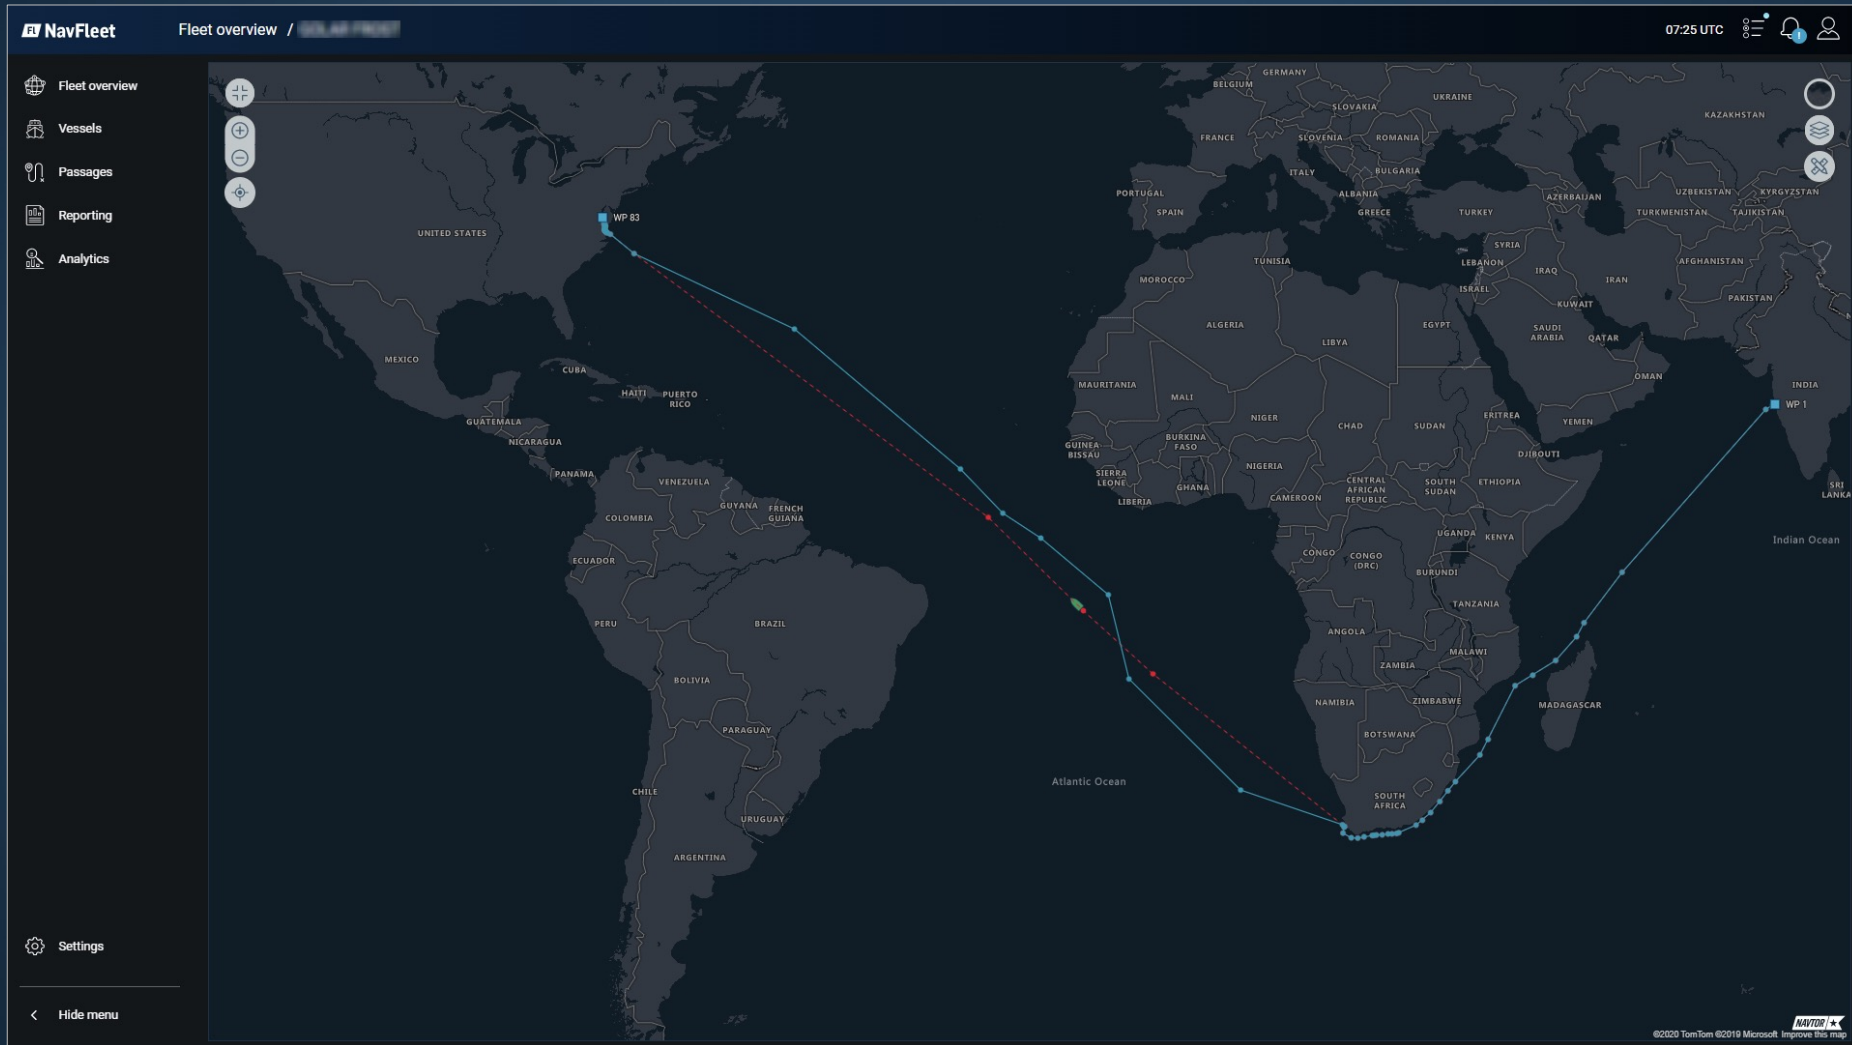 FL NavFleet
Fleet overview /
07:25 UTC
Fleet overview
Vessels
Passages
Reporting
Analytics
Settings
Hide menu
GERMANY
BELGIUM
UKRAINE
SLOVAKIA
KAZAKHSTAN
FRANCE
SLOVENIA
ROMANIA
ITALY
BULGARIA
PORTUGAL
ALBANIA
UZBEKISTAN
KYRGYZSTAN
AZERBAIJAN
SPAIN
GREECE
TURKEY
TURKMENISTAN
TAJIKISTAN
WP 83
UNITED STATES
SYRIA
TUNISIA
LEBANON
IRAQ
AFGHANISTAN
MOROCCO
IRAN
ISRAEL
PAKISTAN
KUWAIT
ALGERIA
EGYPT
SAUDI
ARABIA
QATAR
LIBYA
MEXICO
CUBA
OMAN
MAURITANIA
INDIA
HAITI
PUERTO
RICO
MALI
WP 1
NIGER
ERITREA
GUATEMALA
CHAD
SUDAN
YEMEN
NICARAGUA
BURKINA
FASO
GUINEA-
BISSAU
DJIBOUTI
NIGERIA
PANAMA
SIERRA
LEONE
VENEZUELA
CENTRAL
AFRICAN
REPUBLIC
SOUTH
SUDAN
ETHIOPIA
GHANA
SRI
LANKA
CAMEROON
LIBERIA
GUYANA
FRENCH
GUIANA
COLOMBIA
UGANDA
KENYA
Indian Ocean
CONGO
CONGO
(DRC)
ECUADOR
BURUNDI
TANZANIA
PERU
BRAZIL
ANGOLA
MALAWI
ZAMBIA
BOLIVIA
NAMIBIA
ZIMBABWE
MADAGASCAR
PARAGUAY
BOTSWANA
Atlantic Ocean
CHILE
SOUTH
AFRICA
URUGUAY
ARGENTINA
NAVTOR
©2020 TomTom ©2019 Microsoft Improve this map